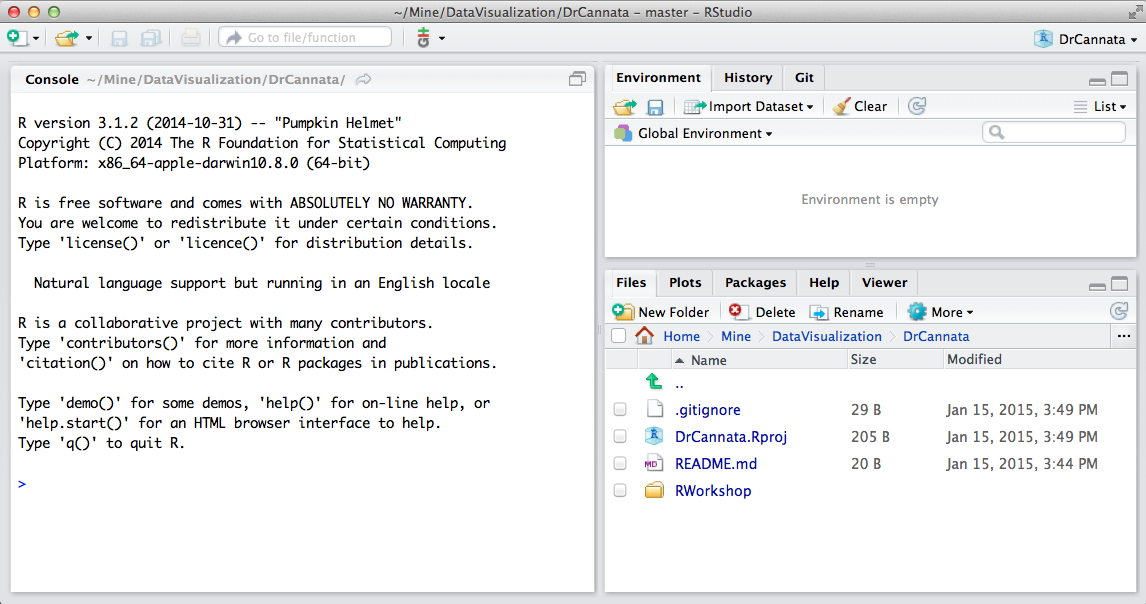 ~/Mine/DataVisualization/DrCannata - master - RStudio
Go to file/function
DrCannata
Console ~/Mine/DataVisualization/DrCannata/
R version 3.1.2 (2014-10-31) -- "Pumpkin Helmet"
Copyright (C) 2014 The R Foundation for Statistical Computing
Platform: x86_64-apple-darwin10.8.0 (64-bit)
R is free software and comes with ABSOLUTELY NO WARRANTY.
You are welcome to redistribute it under certain conditions.
Type 'license()' or 'licence()' for distribution details.
Natural language support but running in an English locale
R is a collaborative project with many contributors.
Type 'contributors()' for more information and
'citation()' on how to cite R or R packages in publications.
Type 'demo()' for some demos, 'help()' for on-line help, or
'help.start()' for an HTML browser interface to help.
Type 'q()' to quit R.
>
Environment History Git
Import Dataset Clear List
Global Environment
Environment is empty
Files Plots Packages Help Viewer
New Folder Delete Rename More
Home Mine DataVisualization DrCannata ...
Name Size Modified
..
.gitignore 29 B Jan 15, 2015, 3:49 PM
DrCannata.Rproj 205 B Jan 15, 2015, 3:49 PM
MD README.md 20 B Jan 15, 2015, 3:44 PM
RWorkshop